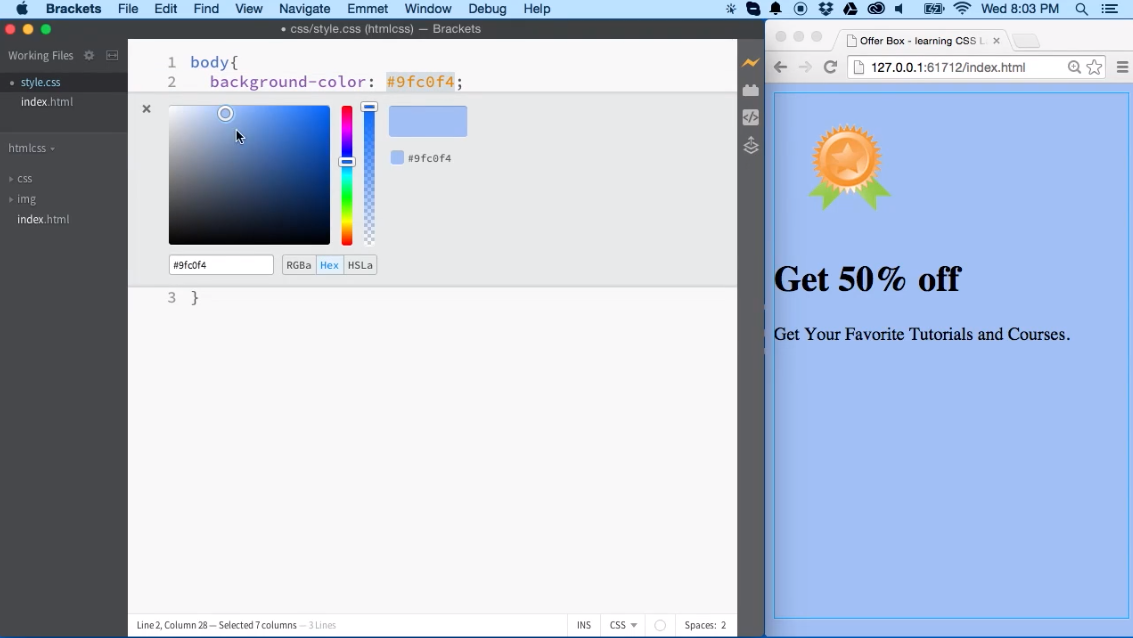 Brackets File Edit Find View Navigate Emmet Window Debug Help Wed 8:03 PM
• css/style.css (htmlcss) — Brackets
Working Files
style.css
index.html
htmlcss
css
img
index.html
1 body{
2 background-color: #9fc0f4;
#9fc0f4
#9fc0f4 RGBa Hex HSLa
3 }
Line 2, Column 28 — Selected 7 columns — 3 Lines INS CSS Spaces: 2
Offer Box - learning CSS L
127.0.0.1:61712/index.html
Get 50% off
Get Your Favorite Tutorials and Courses.